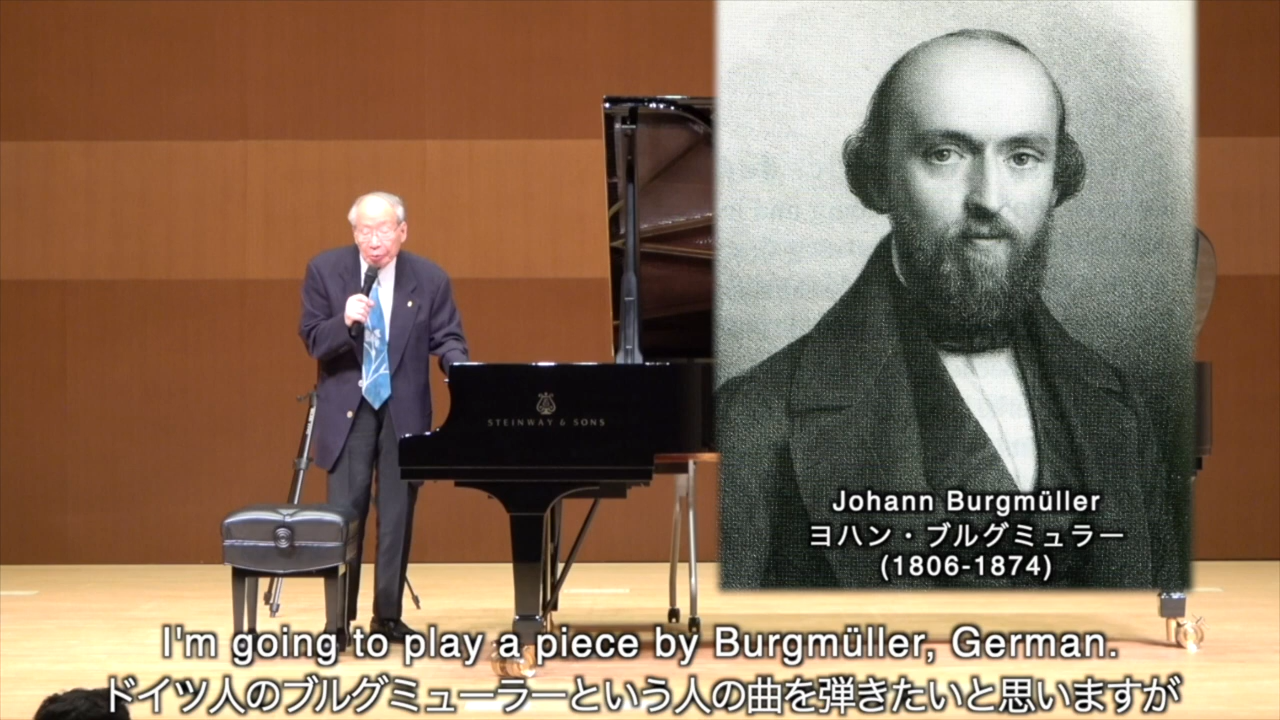 STEINWAY & SONS
Johann Burgmüller
ヨハン・ブルグミュラー
(1806-1874)
I'm going to play a piece by Burgmüller, German.
ドイツ人のブルグミューラーという人の曲を弾きたいと思いますが